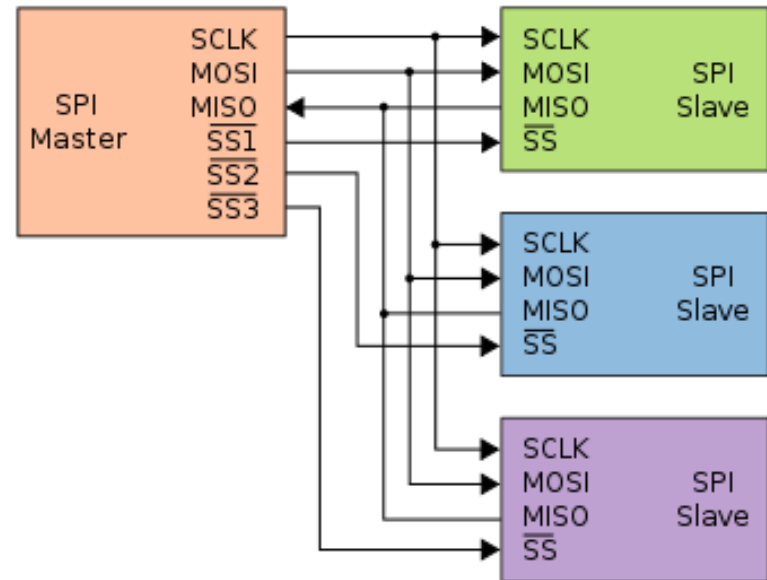 SCLK
MOSI
MISO
SS1
SS2
SS3
SPI
Master
SCLK
MOSI
MISO
SS
SPI
Slave
SCLK
MOSI
MISO
SS
SPI
Slave
SCLK
MOSI
MISO
SS
SPI
Slave